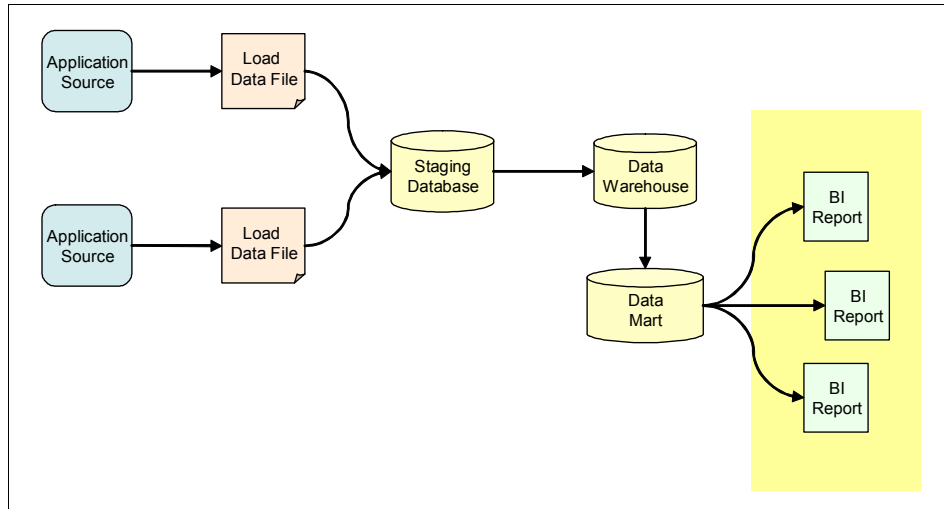 Application
Source
Load
Data File
Staging
Database
Data
Warehouse
Application
Source
Load
Data File
Data
Mart
BI
Report
BI
Report
BI
Report